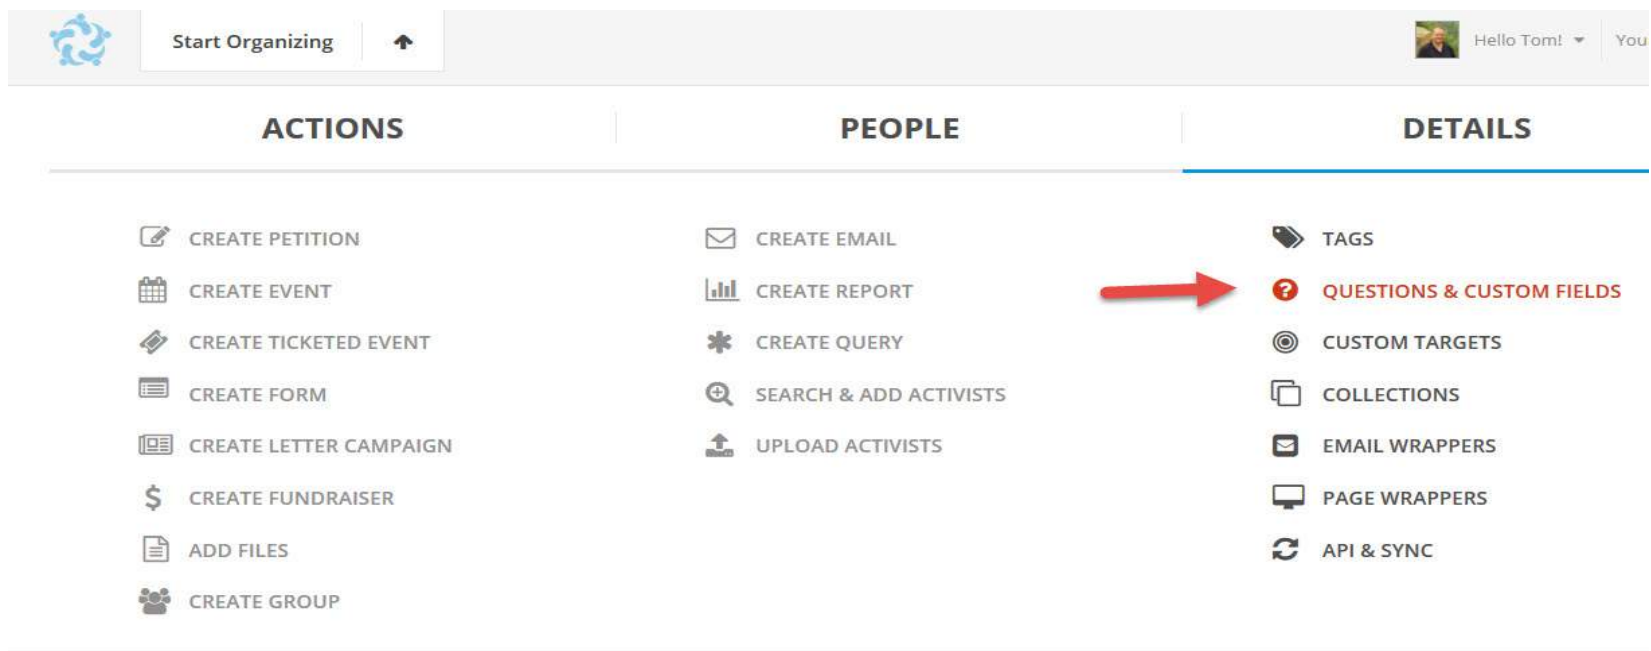 Start Organizing
Hello Tom!
You
ACTIONS
PEOPLE
DETAILS
CREATE PETITION
CREATE EVENT
CREATE TICKETED EVENT
CREATE FORM
CREATE LETTER CAMPAIGN
CREATE FUNDRAISER
ADD FILES
CREATE GROUP
CREATE EMAIL
CREATE REPORT
CREATE QUERY
SEARCH & ADD ACTIVISTS
UPLOAD ACTIVISTS
TAGS
QUESTIONS & CUSTOM FIELDS
CUSTOM TARGETS
COLLECTIONS
EMAIL WRAPPERS
PAGE WRAPPERS
API & SYNC